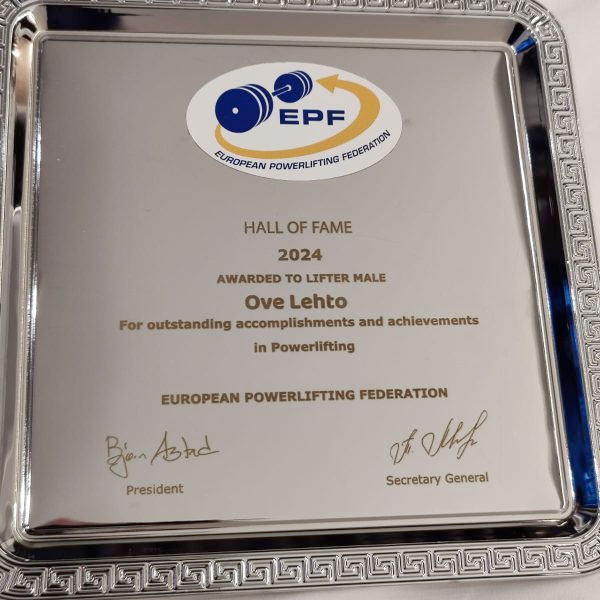 EPF
EUROPEAN POWERLIFTING FEDERATION
HALL OF FAME
2024
AWARDED TO LIFTER MALE
Ove Lehto
For outstanding accomplishments and achievements
in Powerlifting
EUROPEAN POWERLIFTING FEDERATION
President
Secretary General